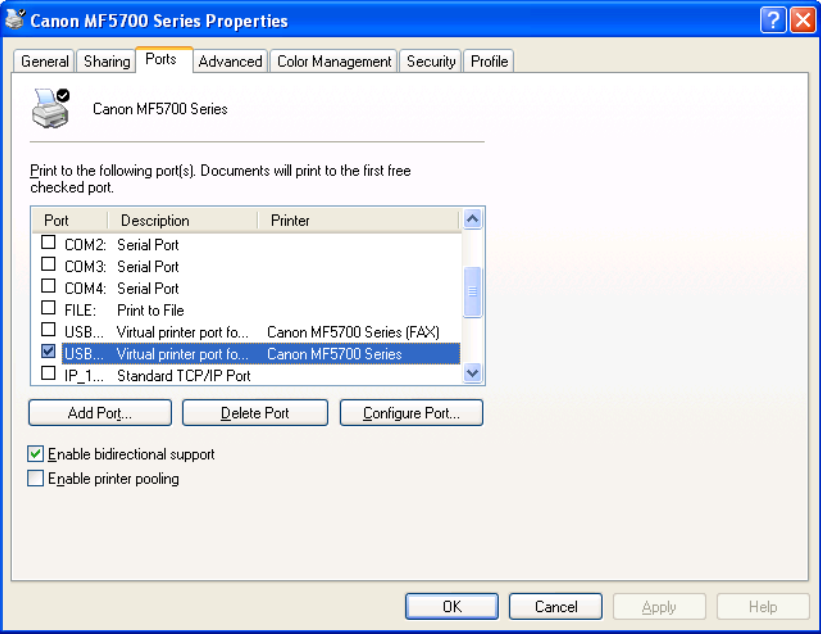 Canon MF5700 Series Properties
General Sharing Ports Advanced Color Management Security Profile
Canon MF5700 Series
Print to the following port(s). Documents will print to the first free
checked port.
Port Description Printer
COM2: Serial Port
COM3: Serial Port
COM4: Serial Port
FILE: Print to File
USB... Virtual printer port fo... Canon MF5700 Series (FAX)
USB... Virtual printer port fo... Canon MF5700 Series
IP_1... Standard TCP/IP Port
Add Port... Delete Port Configure Port...
Enable bidirectional support
Enable printer pooling
OK Cancel Apply Help